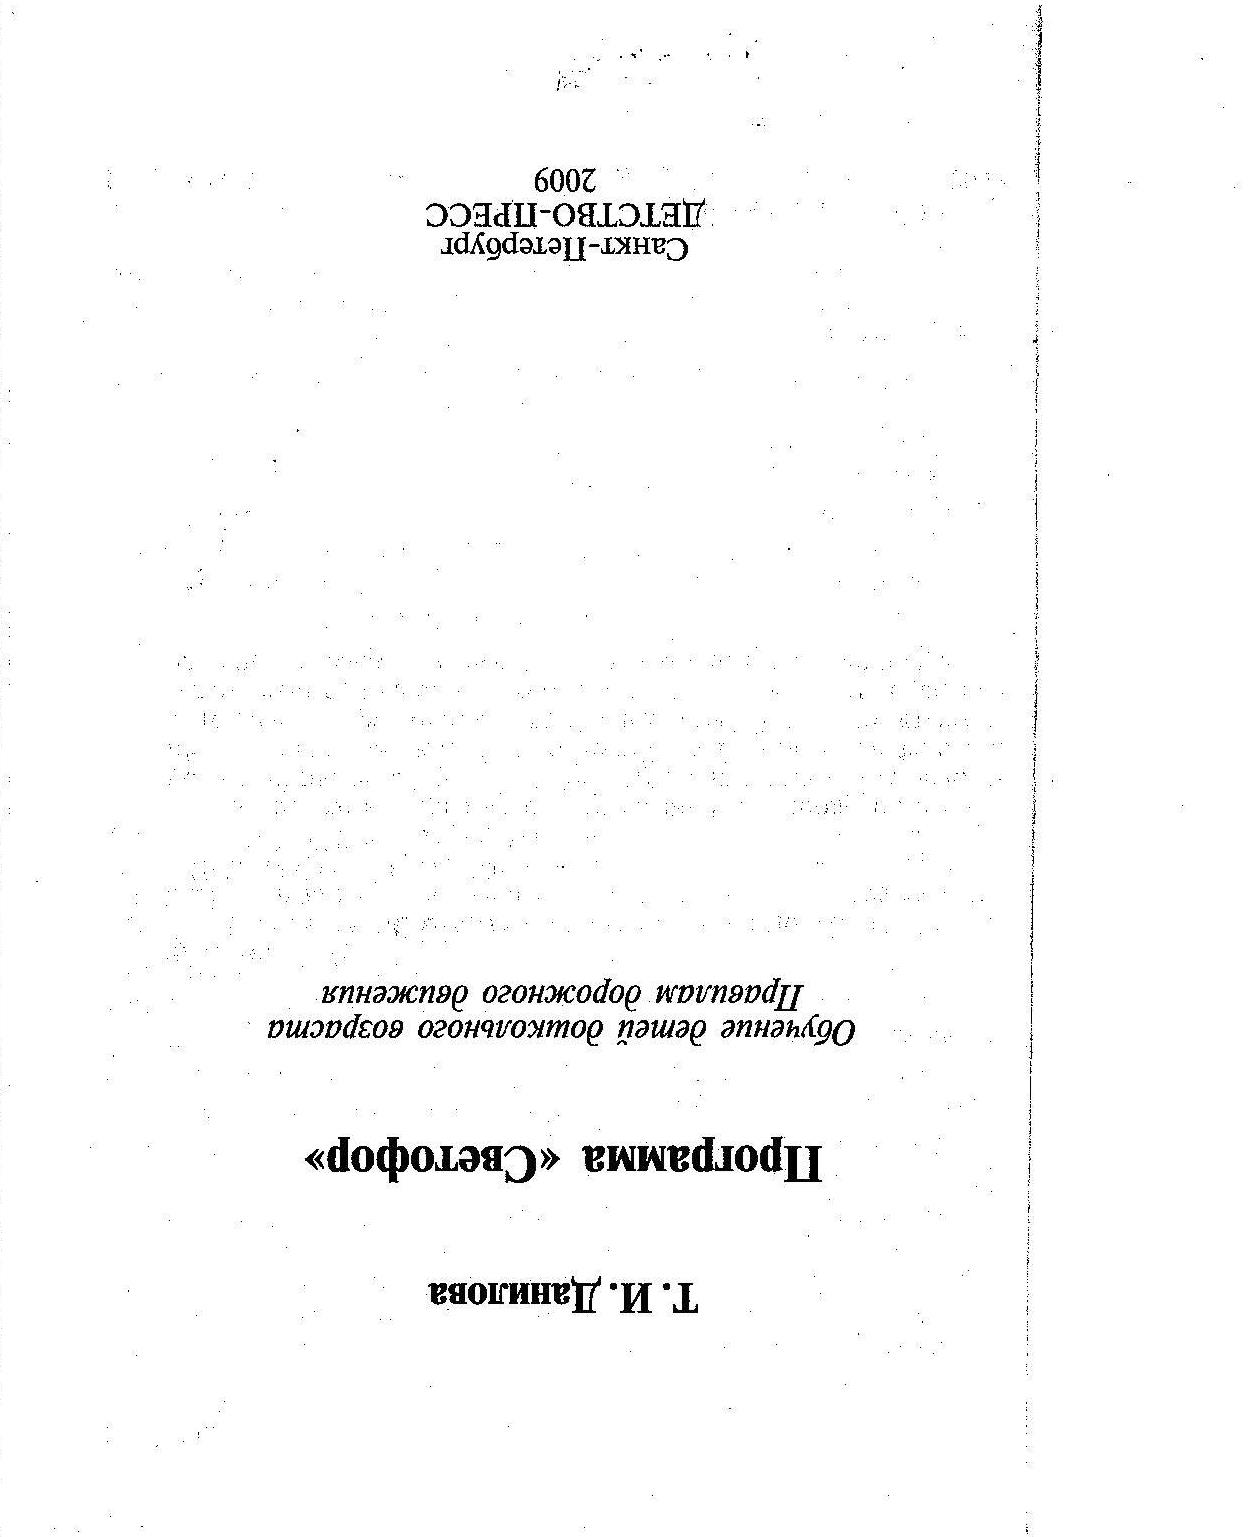 Т. И. Данилова
Программа «Светофор»
Обучение детей дошкольного возраста
Правилам дорожного движения
Санкт-Петербург
ДЕТСТВО-ПРЕСС
2009